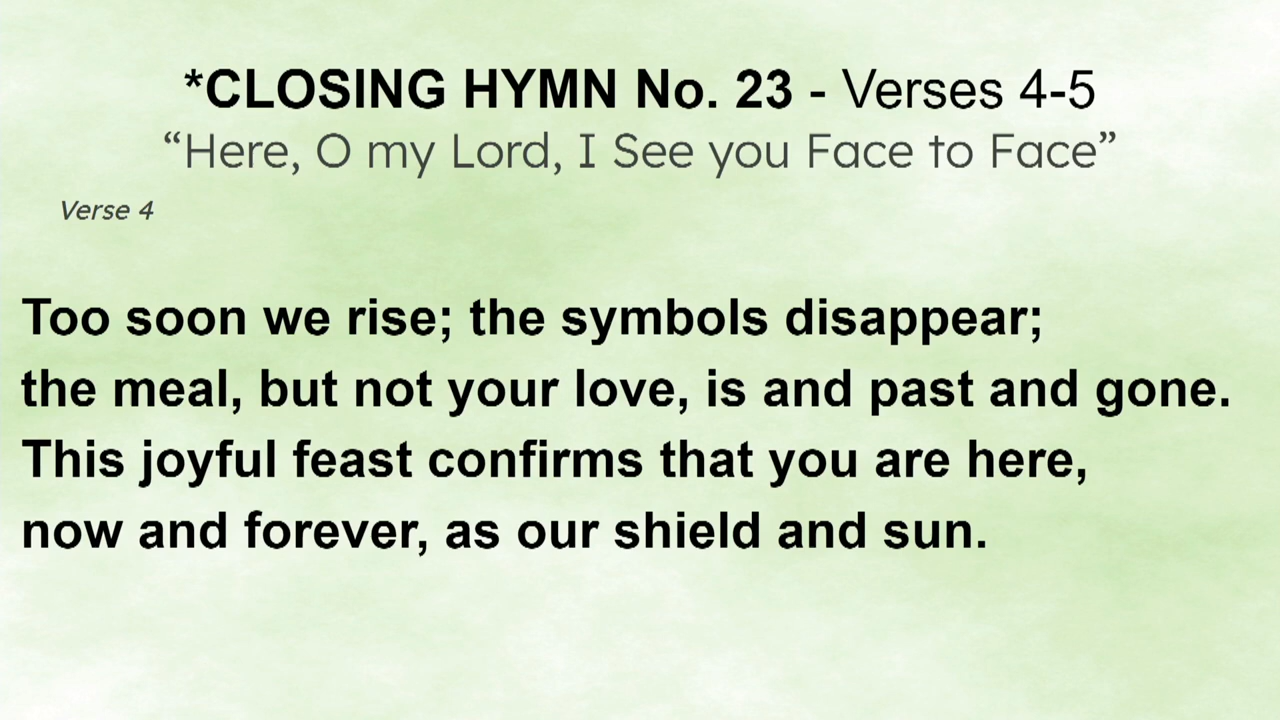 *CLOSING HYMN No. 23 - Verses 4-5
“Here, O my Lord, I See you Face to Face”
Verse 4
Too soon we rise; the symbols disappear;
the meal, but not your love, is and past and gone.
This joyful feast confirms that you are here,
now and forever, as our shield and sun.